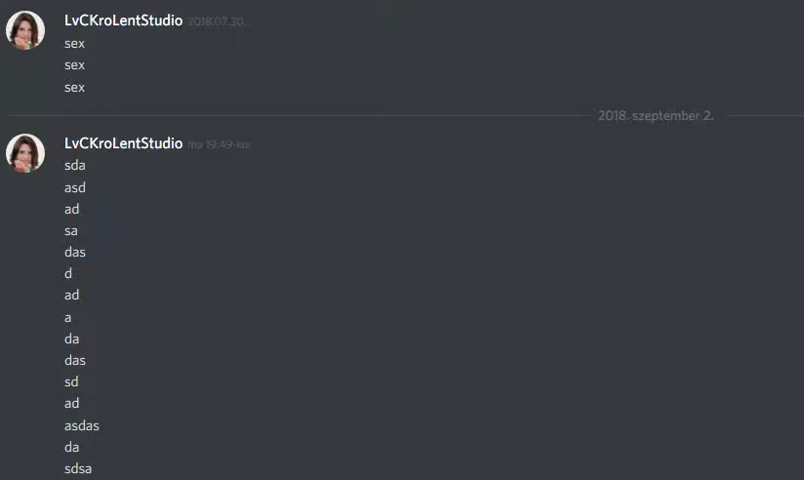 LvCKroLentStudio 2018.07.30.
sex
sex
sex
2018. szeptember 2.
LvCKroLentStudio ma 19:49-kor
sda
asd
ad
sa
das
d
ad
a
da
das
sd
ad
asdas
da
sdsa